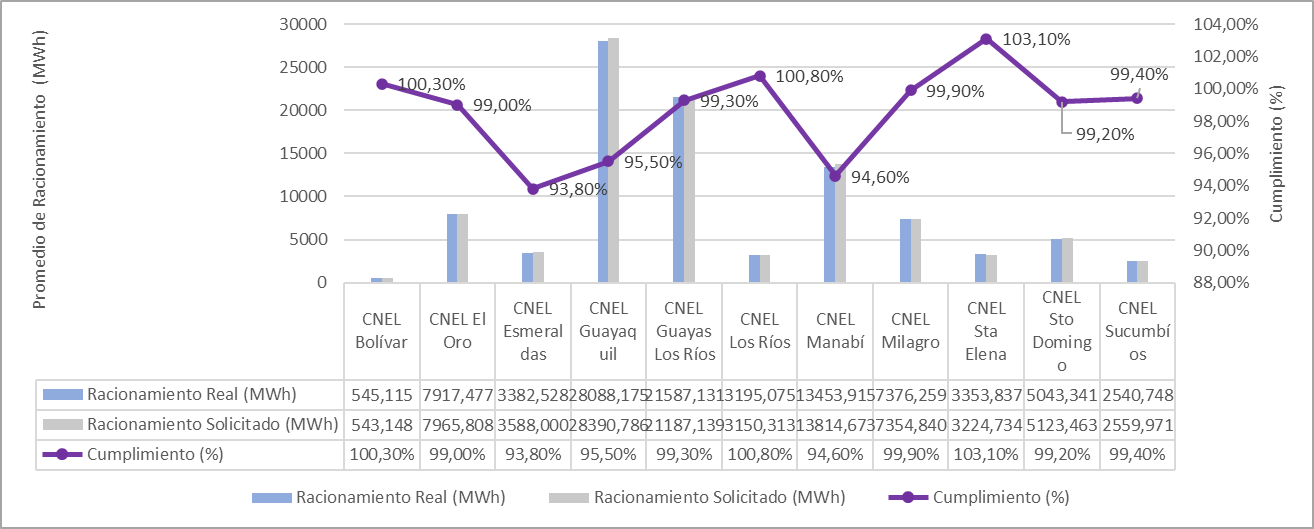 Promedio de Racionamiento (MWh)
30000
25000
20000
15000
10000
5000
0
104,00%
102,00%
100,00%
98,00%
96,00%
94,00%
92,00%
90,00%
88,00%
Cumplimiento (%)
100,30%
99,00%
93,80%
95,50%
99,30%
100,80%
94,60%
99,90%
103,10%
99,20%
99,40%
CNEL
Bolívar
CNEL El
Oro
CNEL
Esmeral
das
CNEL
Guayaq
uil
CNEL
Guayas
Los Ríos
CNEL
Los Ríos
CNEL
Manabí
CNEL
Milagro
CNEL
Sta
Elena
CNEL
Sto
Doming
o
CNEL
Sucumbí
os
Racionamiento Real (MWh) 545,115 7917,477 3382,528 28088,175 21587,131 3195,075 13453,915 7376,259 3353,837 5043,341 2540,748
Racionamiento Solicitado (MWh) 543,148 7965,808 3588,000 28390,786 21187,139 3150,313 13814,673 7354,840 3224,734 5123,463 2559,971
Cumplimiento (%) 100,30% 99,00% 93,80% 95,50% 99,30% 100,80% 94,60% 99,90% 103,10% 99,20% 99,40%
Racionamiento Real (MWh) Racionamiento Solicitado (MWh) Cumplimiento (%)